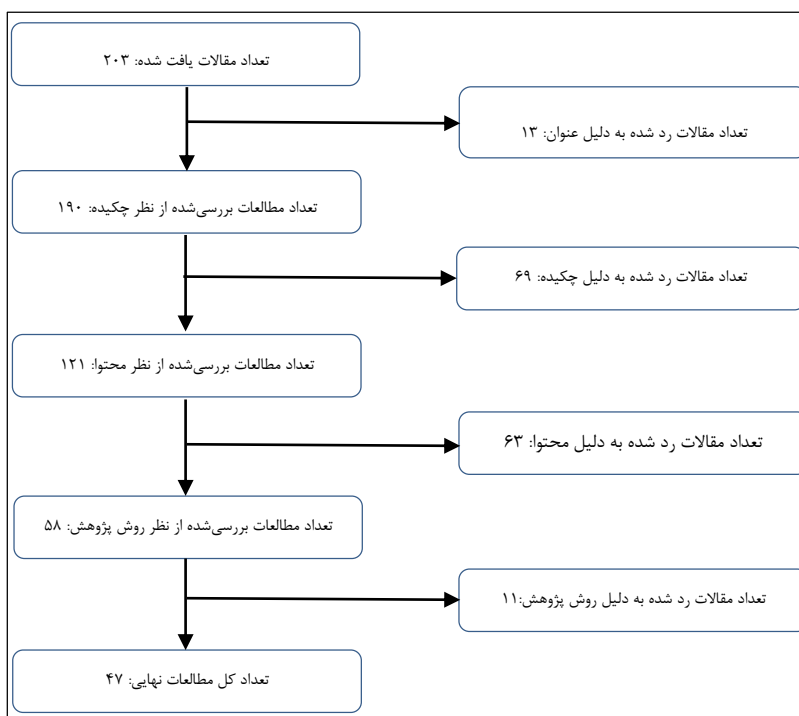 تعداد مقالات یافت شده: ۲۰۳
تعداد مقالات رد شده به دلیل عنوان: ۱۳
تعداد مطالعات بررسی‌شده از نظر چکیده: ۱۹۰
تعداد مقالات رد شده به دلیل چکیده: ۶۹
تعداد مطالعات بررسی‌شده از نظر محتوا: ۱۲۱
تعداد مقالات رد شده به دلیل محتوا: ۶۳
تعداد مطالعات بررسی‌شده از نظر روش پژوهش: ۵۸
تعداد مقالات رد شده به دلیل روش پژوهش:۱۱
تعداد کل مطالعات نهایی: ۴۷